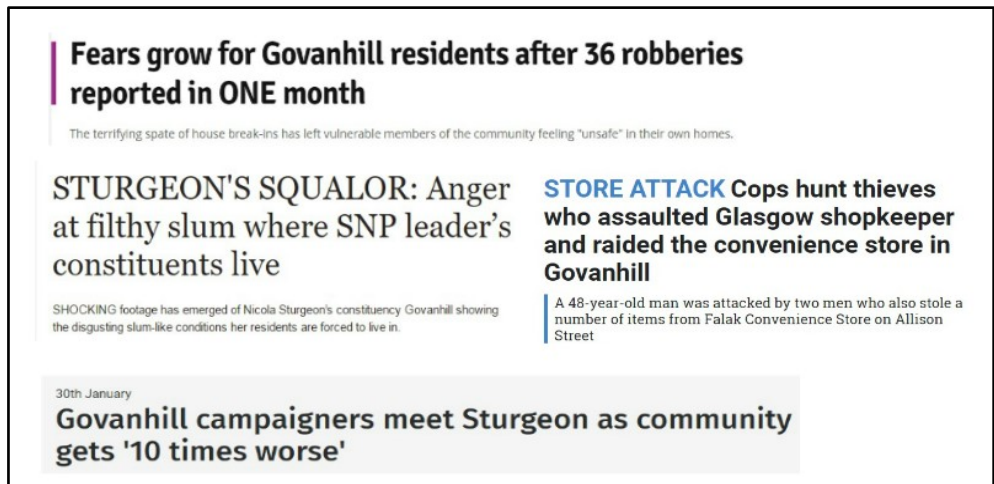 Fears grow for Govanhill residents after 36 robberies
reported in ONE month
The terrifying spate of house break-ins has left vulnerable members of the community feeling "unsafe" in their own homes.
STURGEON'S SQUALOR: Anger
at filthy slum where SNP leader’s
constituents live
SHOCKING footage has emerged of Nicola Sturgeon's constituency Govanhill showing
the disgusting slum-like conditions her residents are forced to live in.
STORE ATTACK Cops hunt thieves
who assaulted Glasgow shopkeeper
and raided the convenience store in
Govanhill
A 48-year-old man was attacked by two men who also stole a
number of items from Falak Convenience Store on Allison
Street
30th January
Govanhill campaigners meet Sturgeon as community
gets '10 times worse'